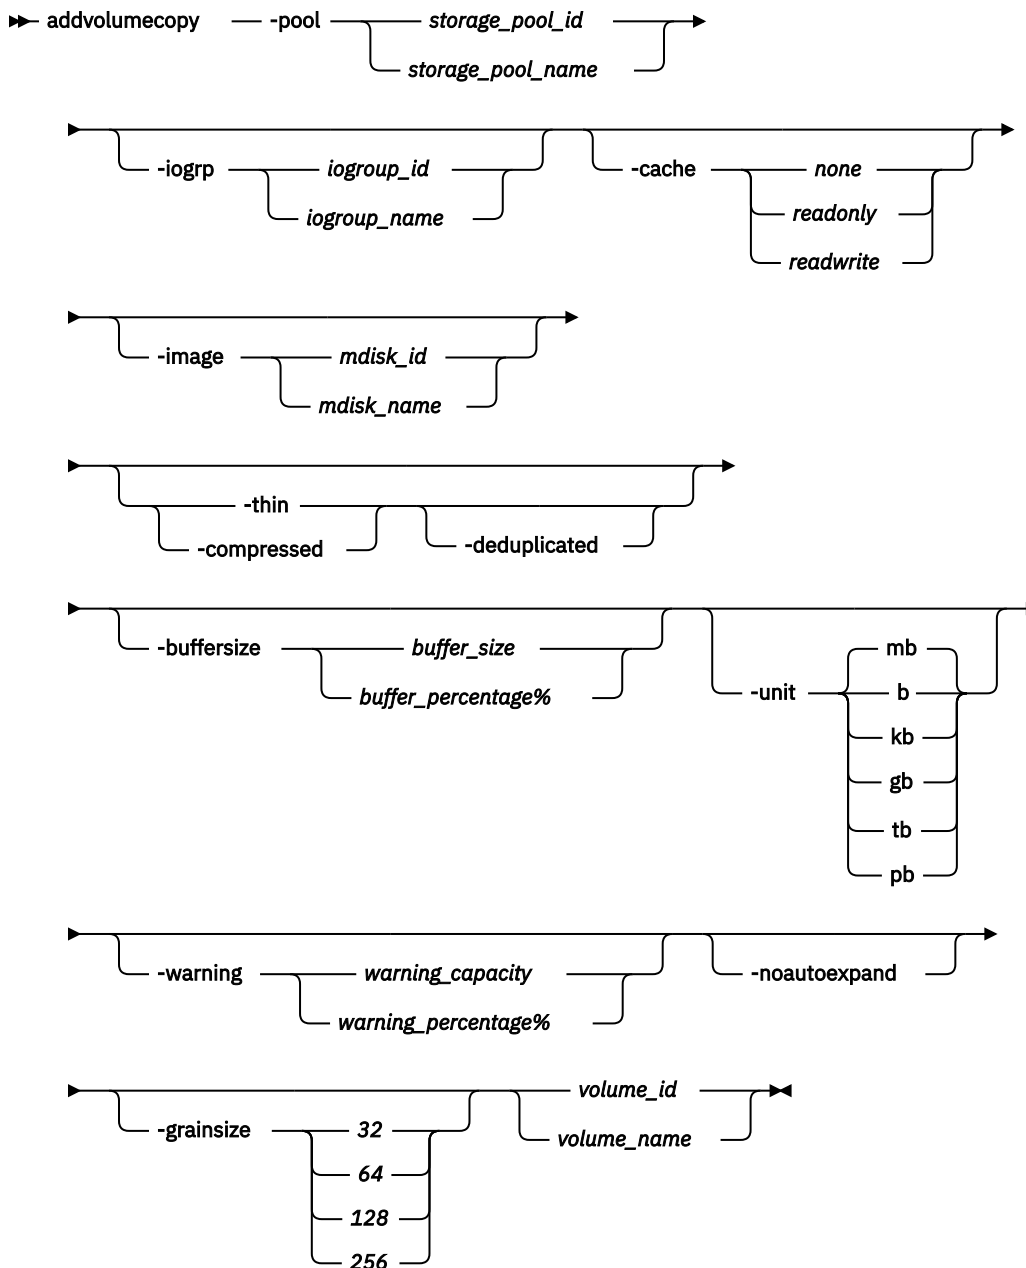 addvolumecopy -pool storage_pool_id
storage_pool_name
-iogrp iogroup_id -cache none
iogroup_name readonly
readwrite
-image mdisk_id
mdisk_name
-thin
-compressed -deduplicated
-buffersize buffer_size mb
buffer_percentage% -unit b
kb
gb
tb
pb
-warning warning_capacity -noautoexpand
warning_percentage%
volume_id
-grainsize 32 volume_name
64
128
256